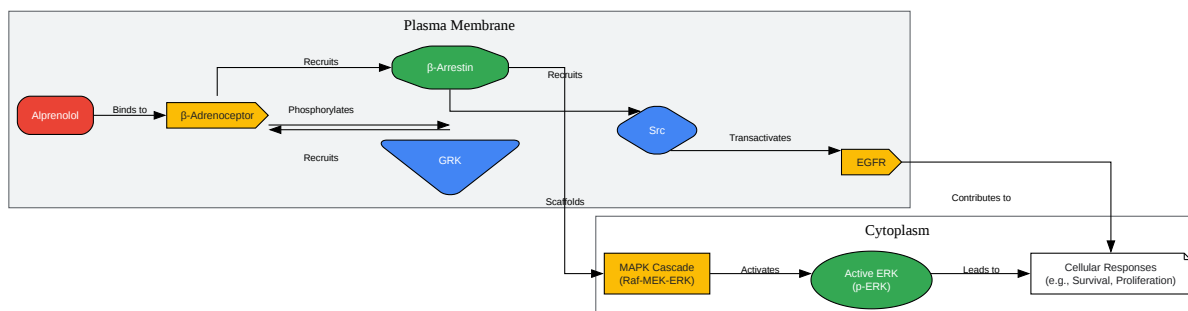 Plasma Membrane
Recruits
β-Arrestin
Recruits
Alprenolol
Binds to
β-Adrenoceptor
Phosphorylates
Src
Transactivates
Recruits
GRK
EGFR
Contributes to
Scaffolds
Cytoplasm
MAPK Cascade
(Raf-MEK-ERK)
Activates
Active ERK
(p-ERK)
Leads to
Cellular Responses
(e.g., Survival, Proliferation)